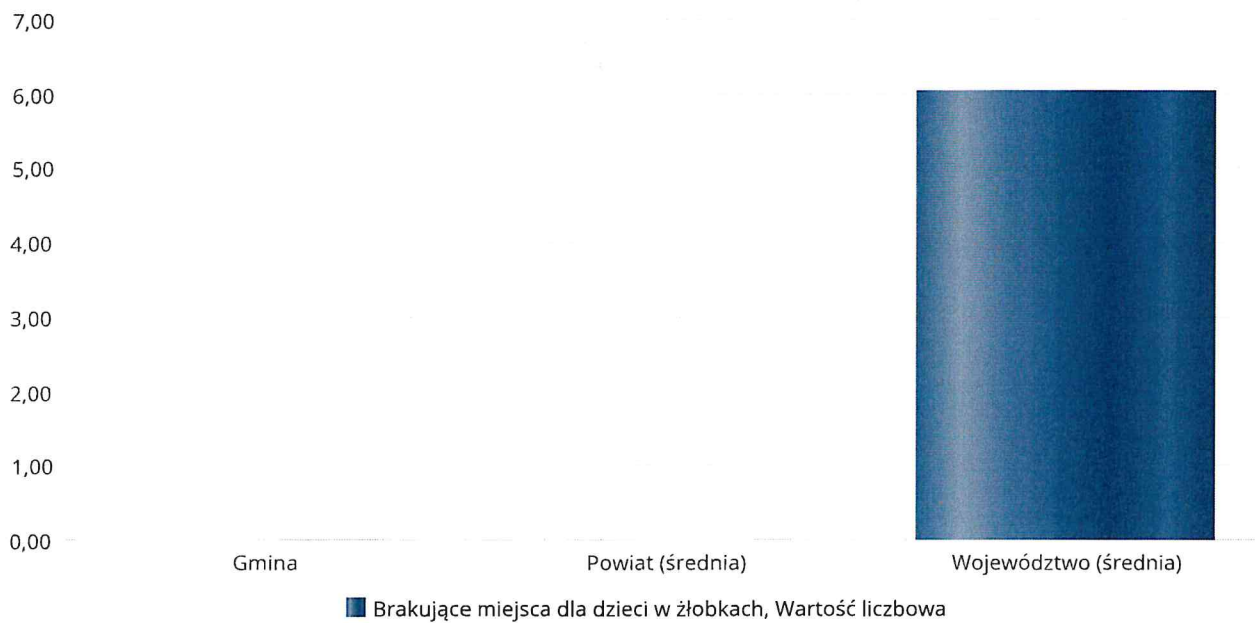 7,00
6,00
5,00
4,00
3,00
2,00
1,00
0,00
Gmina
Powiat (średnia)
Województwo (średnia)
Brakujące miejsca dla dzieci w żłobkach, Wartość liczbowa